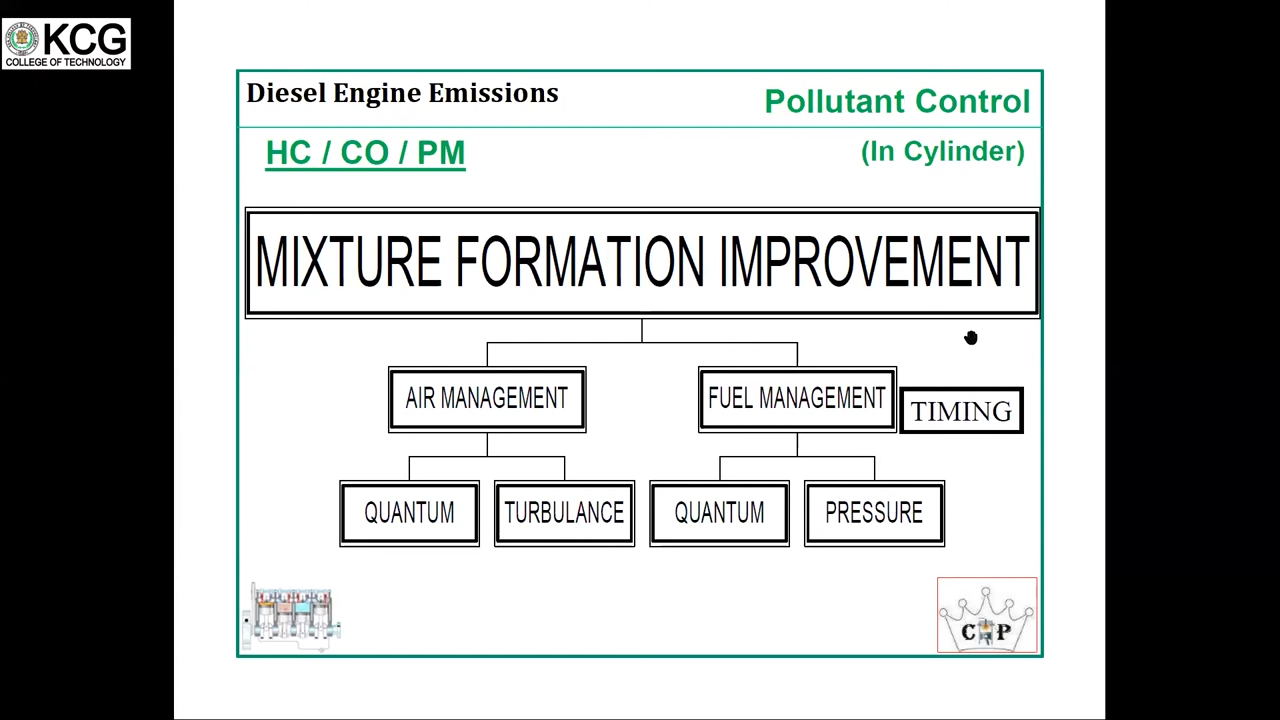 KCG
COLLEGE OF TECHNOLOGY
Diesel Engine Emissions
Pollutant Control
HC / CO / PM
(In Cylinder)
MIXTURE FORMATION IMPROVEMENT
AIR MANAGEMENT
FUEL MANAGEMENT
TIMING
QUANTUM
TURBULANCE
QUANTUM
PRESSURE
C P